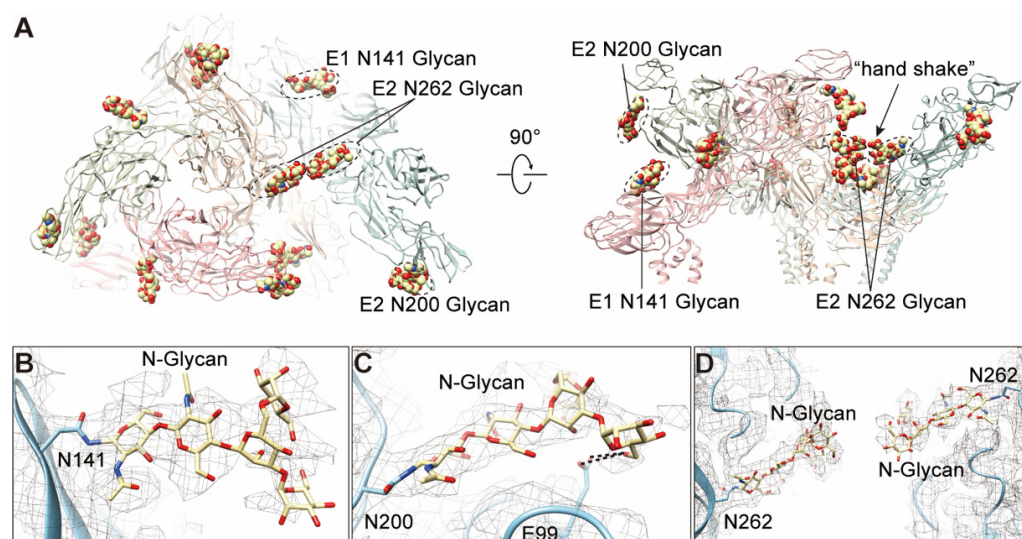 A
E1 N141 Glycan
E2 N262 Glycan
E2 N200 Glycan
90°
E2 N200 Glycan
“hand shake”
E1 N141 Glycan
E2 N262 Glycan
B
N-Glycan
N141
C
N-Glycan
N200
E99
D
N262
N-Glycan
N-Glycan
N262